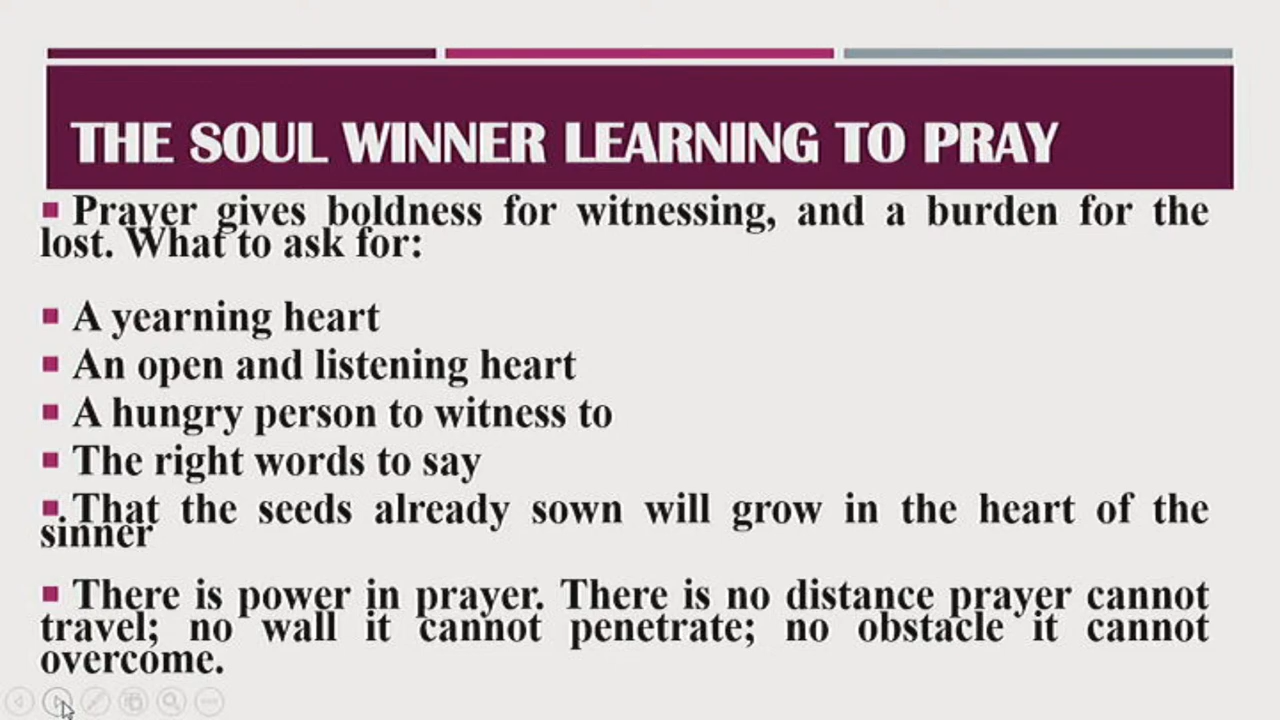 THE SOUL WINNER LEARNING TO PRAY
Prayer gives boldness for witnessing, and a burden for the
lost. What to ask for:
A yearning heart
An open and listening heart
A hungry person to witness to
The right words to say
That the seeds already sown will grow in the heart of the
sinner
There is power in prayer. There is no distance prayer cannot
travel; no wall it cannot penetrate; no obstacle it cannot
overcome.